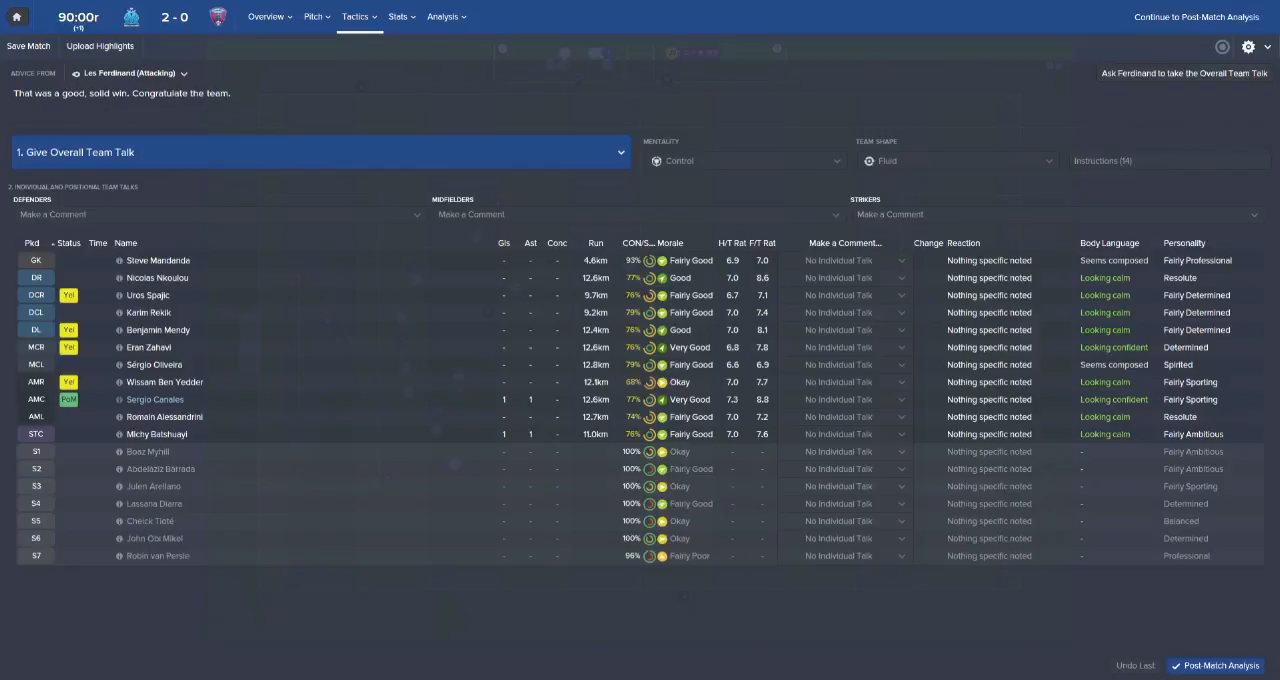 90:00r 2 - 0 Overview Pitch Tactics Stats Analysis Continue to Post-Match Analysis
(+1)
Save Match Upload Highlights
ADVICE FROM Les Ferdinand (Attacking) Ask Ferdinand to take the Overall Team Talk
That was a good, solid win. Congratulate the team.
1. Give Overall Team Talk
MENTALITY TEAM SHAPE
Control Fluid Instructions (14)
2. INDIVIDUAL AND POSITIONAL TEAM TALKS
DEFENDERS MIDFIELDERS STRIKERS
Make a Comment Make a Comment Make a Comment
Pkd Status Time Name Gls Ast Conc Run CON/S... Morale H/T Rat F/T Rat Make a Comment... Change Reaction Body Language Personality
GK Steve Mandanda - - - 4.6km 93% Fairly Good 6.9 7.0 No Individual Talk Nothing specific noted Seems composed Fairly Professional
DR Nicolas Nkoulou - - - 12.6km 77% Good 7.0 8.6 No Individual Talk Nothing specific noted Looking calm Resolute
DCR Yel Uros Spajic - - - 9.7km 76% Fairly Good 6.7 7.1 No Individual Talk Nothing specific noted Looking calm Fairly Determined
DCL Karim Rekik - - - 9.2km 79% Fairly Good 7.0 7.4 No Individual Talk Nothing specific noted Looking calm Fairly Determined
DL Yel Benjamin Mendy - - - 12.4km 76% Good 7.0 8.1 No Individual Talk Nothing specific noted Looking calm Fairly Determined
MCR Yel Eran Zahavi - - - 12.6km 76% Very Good 6.8 7.8 No Individual Talk Nothing specific noted Looking confident Determined
MCL Sérgio Oliveira - - - 12.8km 79% Fairly Good 6.6 6.9 No Individual Talk Nothing specific noted Seems composed Spirited
AMR Yel Wissam Ben Yedder - - - 12.1km 68% Okay 7.0 7.7 No Individual Talk Nothing specific noted Looking calm Fairly Sporting
AMC PoM Sergio Canales 1 1 - 12.6km 77% Very Good 7.3 8.8 No Individual Talk Nothing specific noted Looking confident Fairly Sporting
AML Romain Alessandrini - - - 12.7km 74% Fairly Good 7.0 7.2 No Individual Talk Nothing specific noted Looking calm Resolute
STC Michy Batshuayi 1 1 - 11.0km 76% Fairly Good 7.0 7.6 No Individual Talk Nothing specific noted Looking calm Fairly Ambitious
S1 Boaz Myhill - - - 100% Okay - - No Individual Talk Nothing specific noted - Fairly Ambitious
S2 Abdelaziz Barrada - - - 100% Fairly Good - - No Individual Talk Nothing specific noted - Fairly Ambitious
S3 Julen Arellano - - - 100% Okay - - No Individual Talk Nothing specific noted - Fairly Sporting
S4 Lassana Diarra - - - 100% Fairly Good - - No Individual Talk Nothing specific noted - Determined
S5 Cheick Tioté - - - 100% Okay - - No Individual Talk Nothing specific noted - Balanced
S6 John Obi Mikel - - - 100% Okay - - No Individual Talk Nothing specific noted - Determined
S7 Robin van Persie - - - 96% Fairly Poor - - No Individual Talk Nothing specific noted - Professional
Undo Last Post-Match Analysis